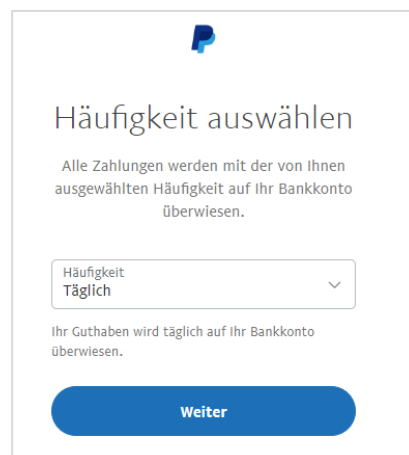 Häufigkeit auswählen
Alle Zahlungen werden mit der von Ihnen
ausgewählten Häufigkeit auf Ihr Bankkonto
überwiesen.
Häufigkeit
Täglich
Ihr Guthaben wird täglich auf Ihr Bankkonto
überwiesen.
Weiter